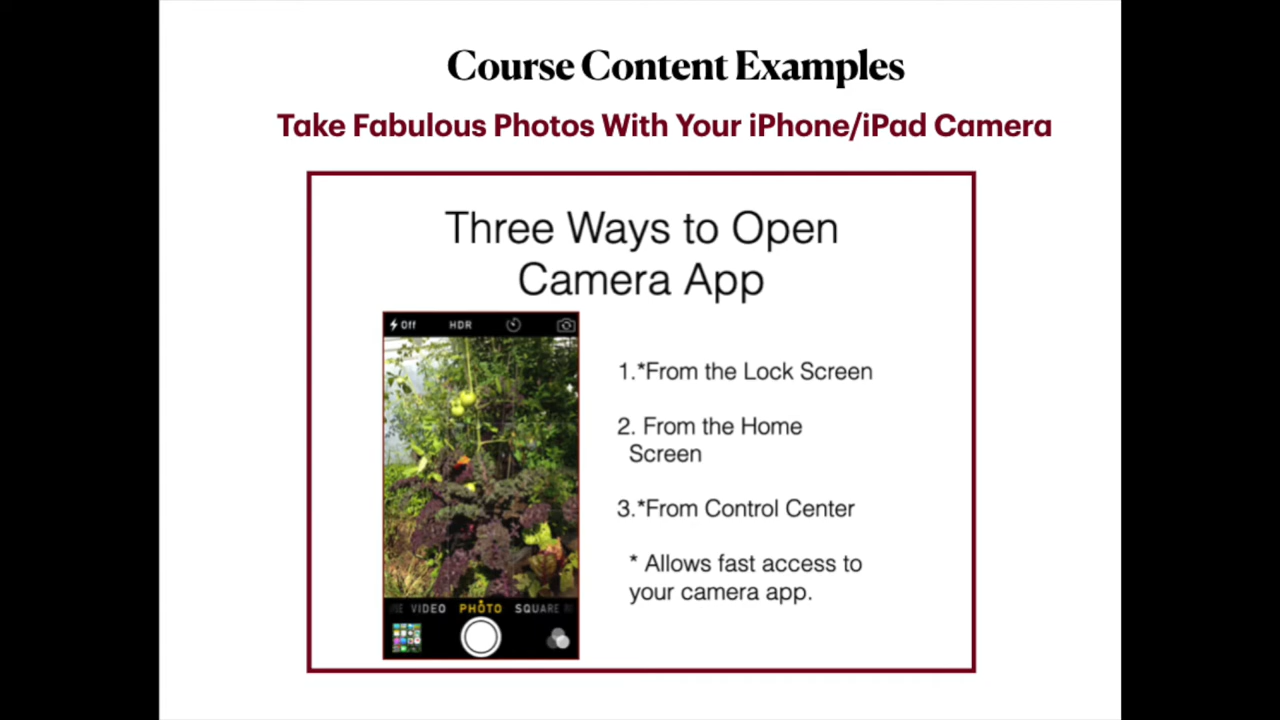 Course Content Examples
Take Fabulous Photos With Your iPhone/iPad Camera
Three Ways to Open
Camera App
Off HDR
1.*From the Lock Screen
2. From the Home
Screen
3.*From Control Center
* Allows fast access to
your camera app.
VIDEO PHOTO SQUARE